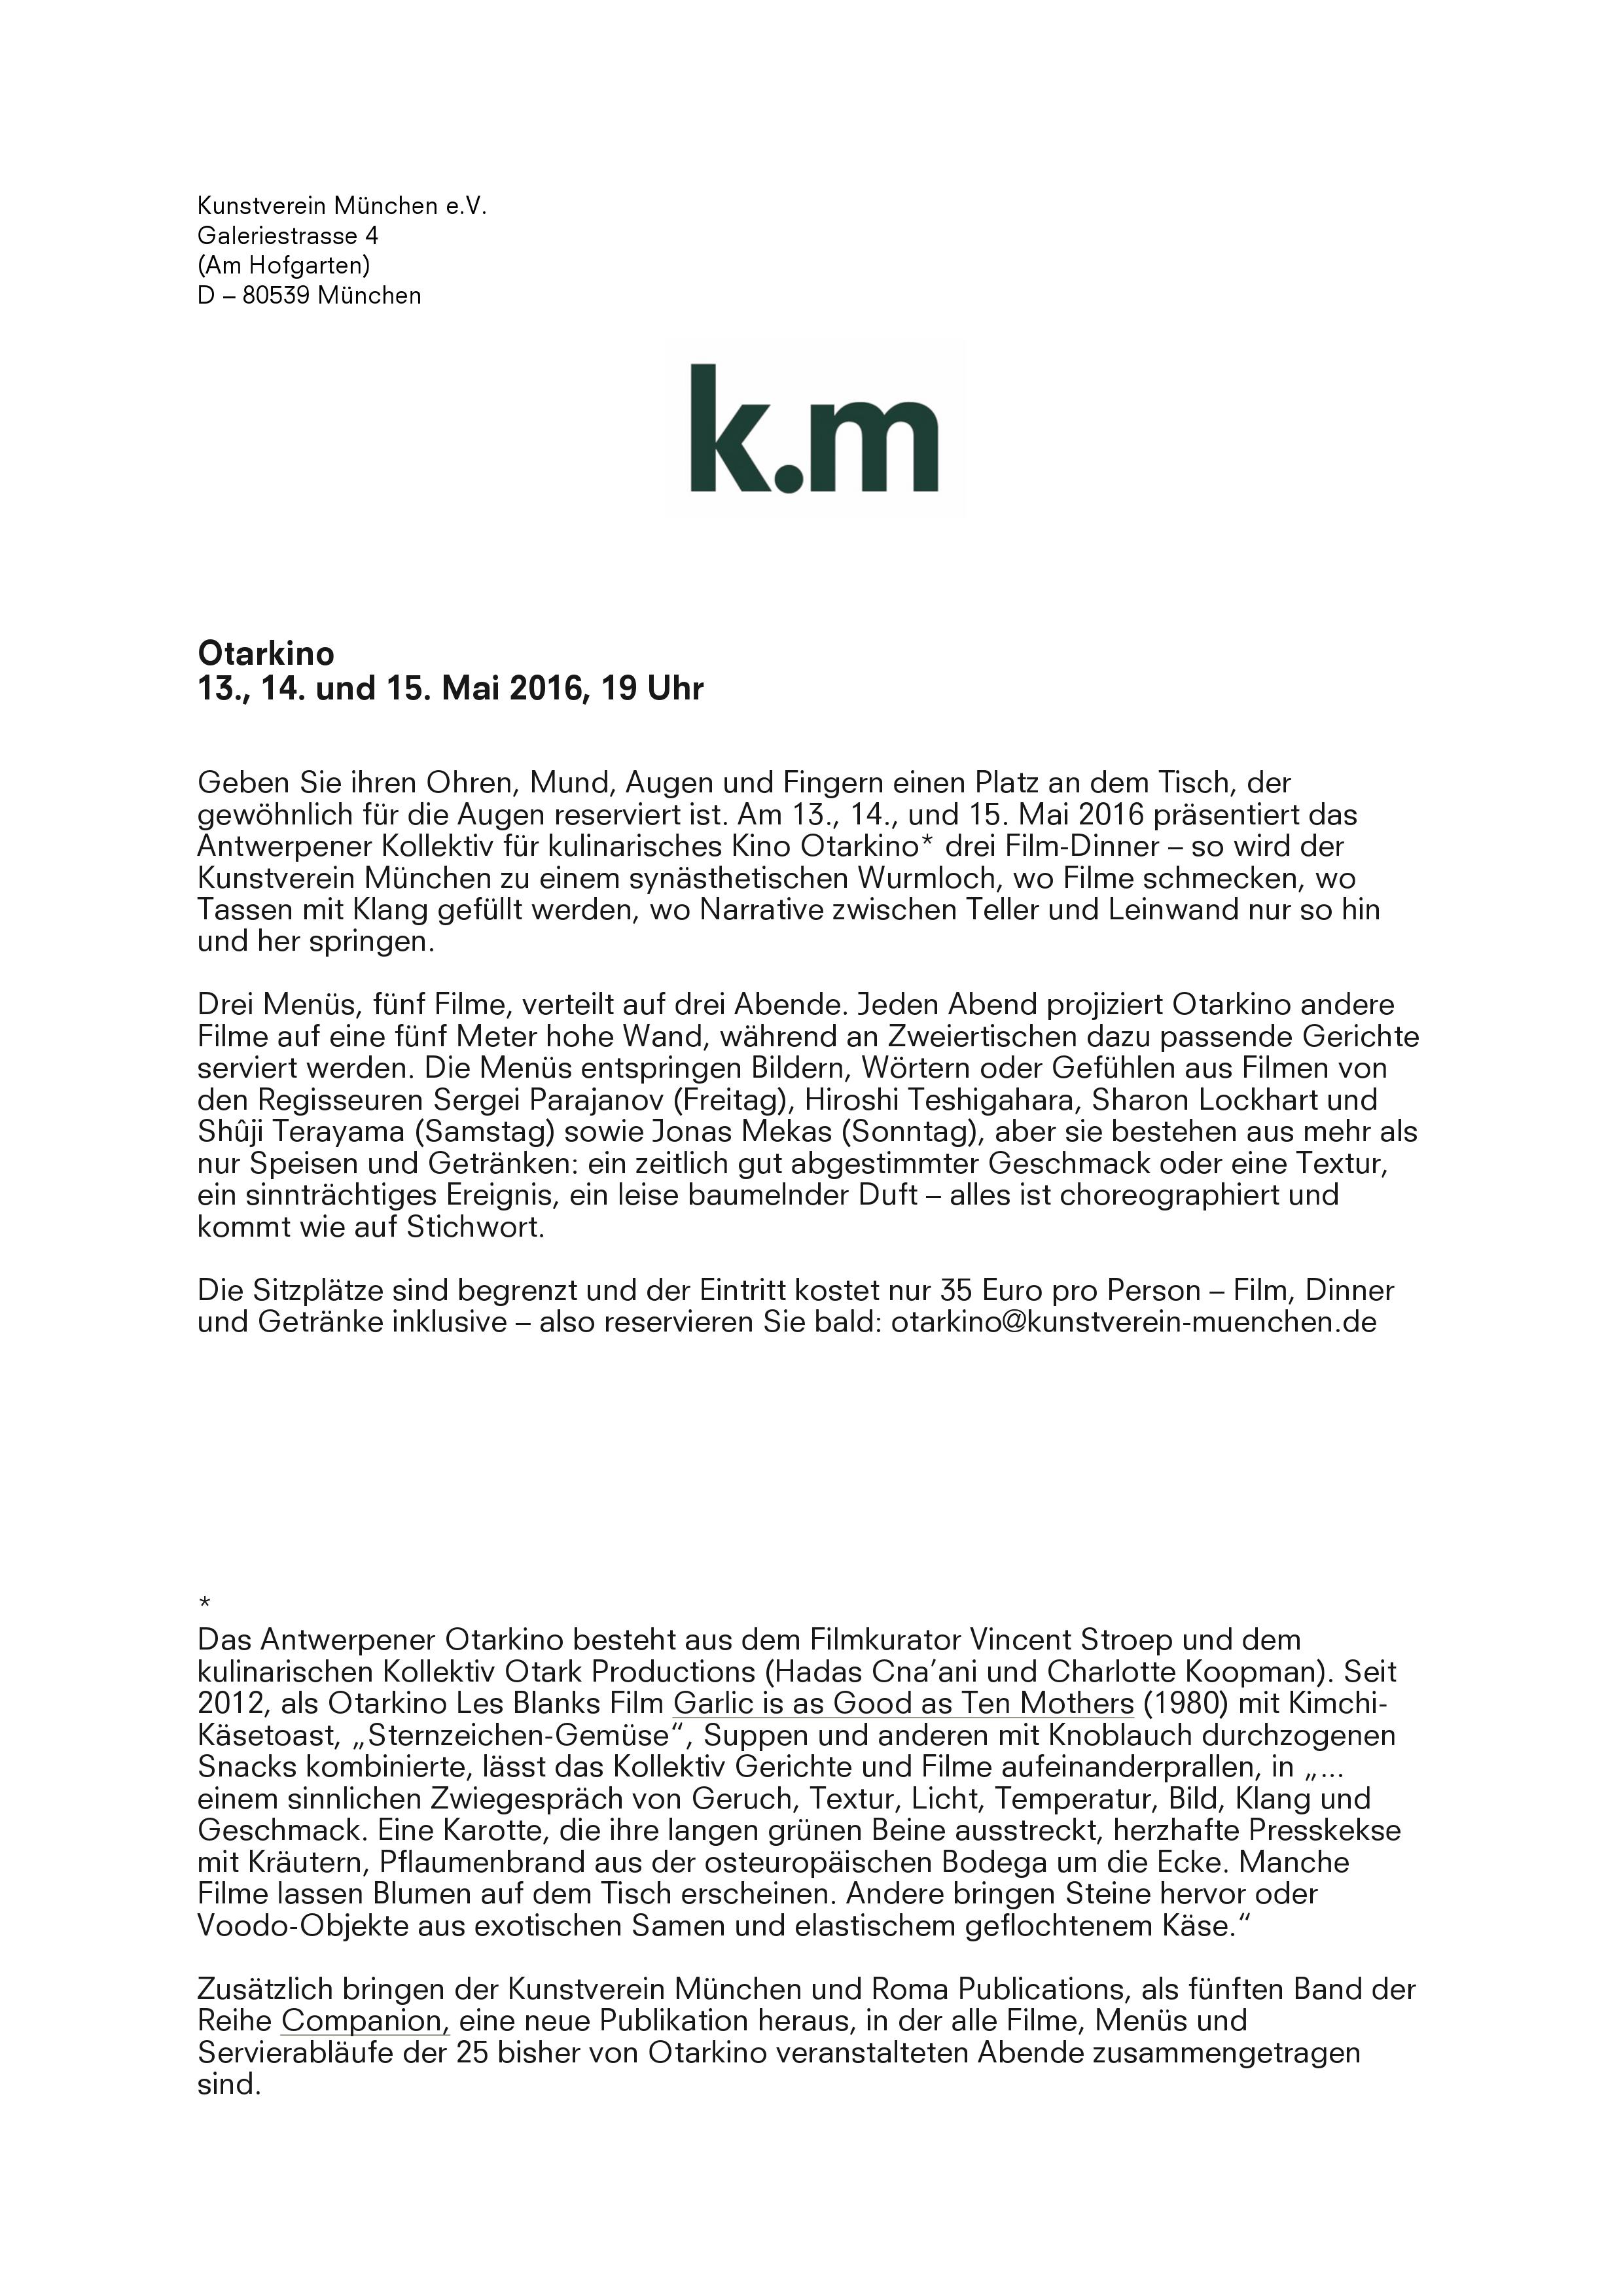 Kunstverein München e.V.
Galeriestrasse 4
(Am Hofgarten)
D – 80539 München
k.m
Otarkino
13., 14. und 15. Mai 2016, 19 Uhr
Geben Sie ihren Ohren, Mund, Augen und Fingern einen Platz an dem Tisch, der
gewöhnlich für die Augen reserviert ist. Am 13., 14., und 15. Mai 2016 präsentiert das
Antwerpener Kollektiv für kulinarisches Kino Otarkino* drei Film-Dinner – so wird der
Kunstverein München zu einem synästhetischen Wurmloch, wo Filme schmecken, wo
Tassen mit Klang gefüllt werden, wo Narrative zwischen Teller und Leinwand nur so hin
und her springen.
Drei Menüs, fünf Filme, verteilt auf drei Abende. Jeden Abend projiziert Otarkino andere
Filme auf eine fünf Meter hohe Wand, während an Zweiertischen dazu passende Gerichte
serviert werden. Die Menüs entspringen Bildern, Wörtern oder Gefühlen aus Filmen von
den Regisseuren Sergei Parajanov (Freitag), Hiroshi Teshigahara, Sharon Lockhart und
Shûji Terayama (Samstag) sowie Jonas Mekas (Sonntag), aber sie bestehen aus mehr als
nur Speisen und Getränken: ein zeitlich gut abgestimmter Geschmack oder eine Textur,
ein sinnträchtiges Ereignis, ein leise baumelnder Duft – alles ist choreographiert und
kommt wie auf Stichwort.
Die Sitzplätze sind begrenzt und der Eintritt kostet nur 35 Euro pro Person – Film, Dinner
und Getränke inklusive – also reservieren Sie bald: otarkino@kunstverein-muenchen.de
*
Das Antwerpener Otarkino besteht aus dem Filmkurator Vincent Stroep und dem
kulinarischen Kollektiv Otark Productions (Hadas Cna’ani und Charlotte Koopman). Seit
2012, als Otarkino Les Blanks Film Garlic is as Good as Ten Mothers (1980) mit Kimchi-
Käsetoast, „Sternzeichen-Gemüse“, Suppen und anderen mit Knoblauch durchzogenen
Snacks kombinierte, lässt das Kollektiv Gerichte und Filme aufeinanderprallen, in „…
einem sinnlichen Zwiegespräch von Geruch, Textur, Licht, Temperatur, Bild, Klang und
Geschmack. Eine Karotte, die ihre langen grünen Beine ausstreckt, herzhafte Presskekse
mit Kräutern, Pflaumenbrand aus der osteuropäischen Bodega um die Ecke. Manche
Filme lassen Blumen auf dem Tisch erscheinen. Andere bringen Steine hervor oder
Voodo-Objekte aus exotischen Samen und elastischem geflochtenem Käse.“
Zusätzlich bringen der Kunstverein München und Roma Publications, als fünften Band der
Reihe Companion, eine neue Publikation heraus, in der alle Filme, Menüs und
Servierabläufe der 25 bisher von Otarkino veranstalteten Abende zusammengetragen
sind.